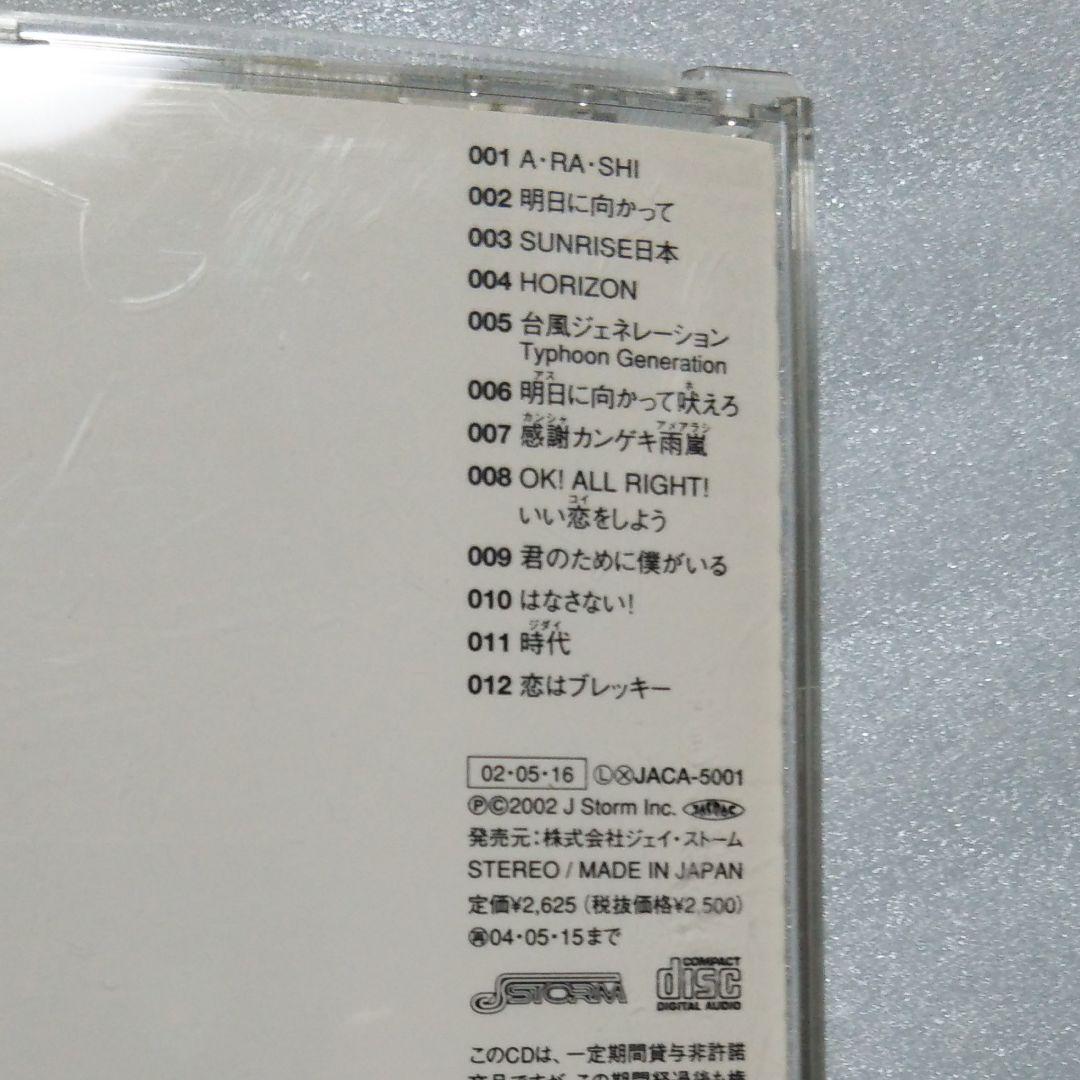 001 A・RA・SHI
002 明日に向かって
003 SUNRISE日本
004 HORIZON
005 台風ジェネレーション
Typhoon Generation
アス ホ
006 明日に向かって吠えろ
カンシャ アメアラシ
007 感謝カンゲキ雨嵐
008 OK! ALL RIGHT!
コイ
いい恋をしよう
009 君のために僕がいる
010 はなさない!
ジダイ
011 時代
012 恋はブレッキー
02・05・16 ⓁⓍJACA-5001
ⓅⒸ2002 J Storm Inc.
発売元:株式会社ジェイ・ストーム
STEREO / MADE IN JAPAN
定価¥2,625 (税抜価格¥2,500)
04・05・15まで
J STORM
COMPACT
disc
DIGITAL AUDIO
このCDは、一定期間貸与非許諾